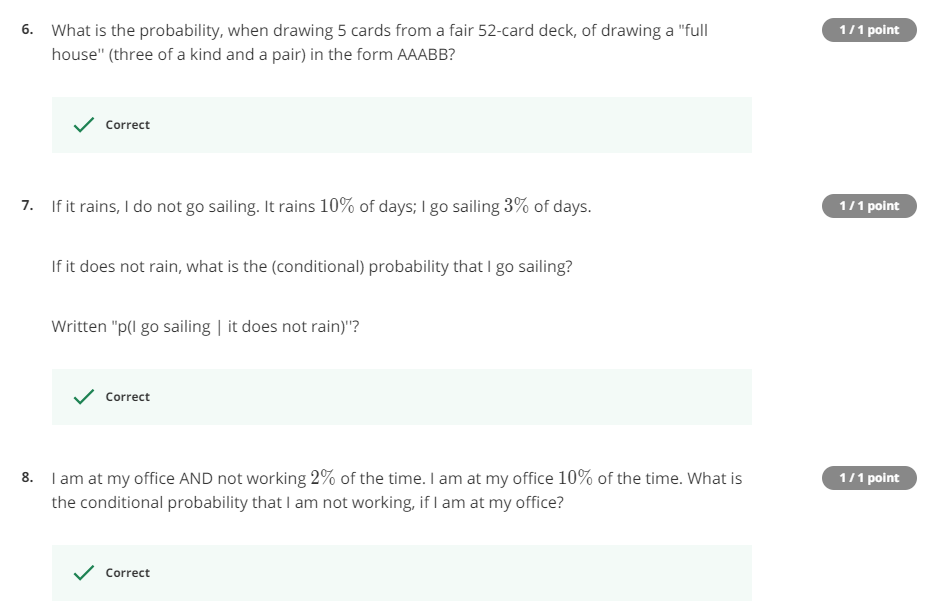 6. What is the probability, when drawing 5 cards from a fair 52-card deck, of drawing a "full 1 / 1 point
house" (three of a kind and a pair) in the form AAABB?
Correct
7. If it rains, I do not go sailing. It rains 10% of days; I go sailing 3% of days. 1 / 1 point
If it does not rain, what is the (conditional) probability that I go sailing?
Written "p(I go sailing | it does not rain)''?
Correct
8. I am at my office AND not working 2% of the time. I am at my office 10% of the time. What is 1 / 1 point
the conditional probability that I am not working, if I am at my office?
Correct